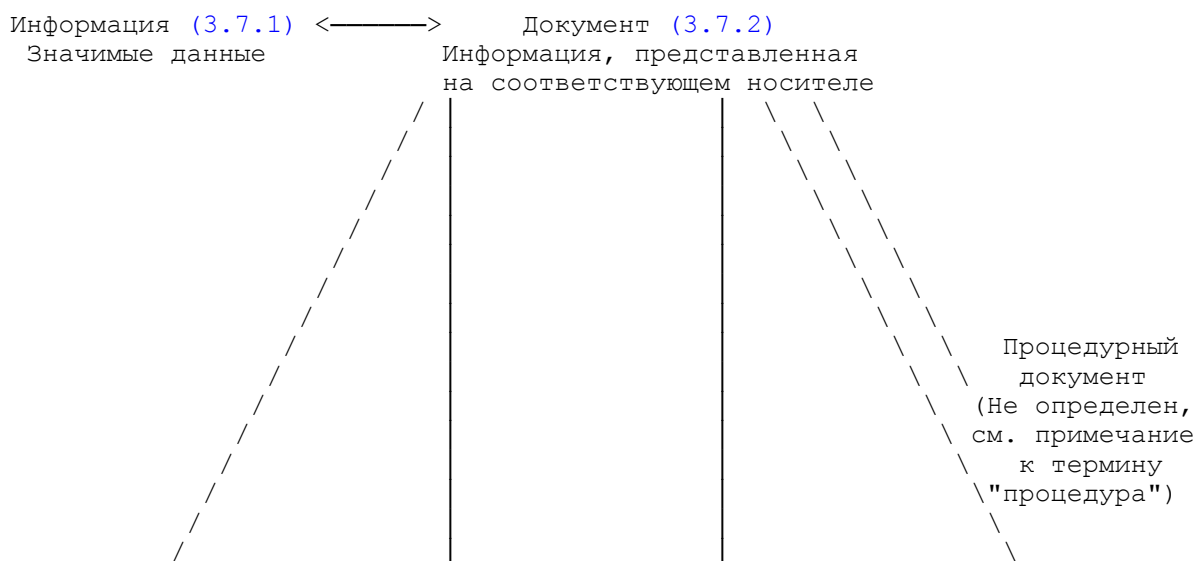 Информация (3.7.1) <──────> Документ (3.7.2)
Значимые данные Информация, представленная
на соответствующем носителе
Процедурный
документ
(Не определен,
см. примечание
к термину
"процедура")